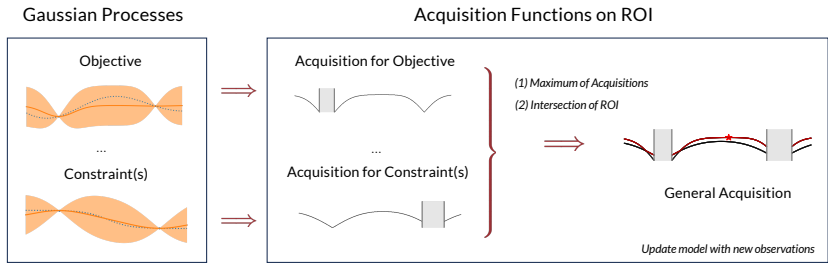 Gaussian Processes
Acquisition Functions on ROI
Objective
...
Constraint(s)
Acquisition for Objective
...
Acquisition for Constraint(s)
(1) Maximum of Acquisitions
(2) Intersection of ROI
General Acquisition
Update model with new observations